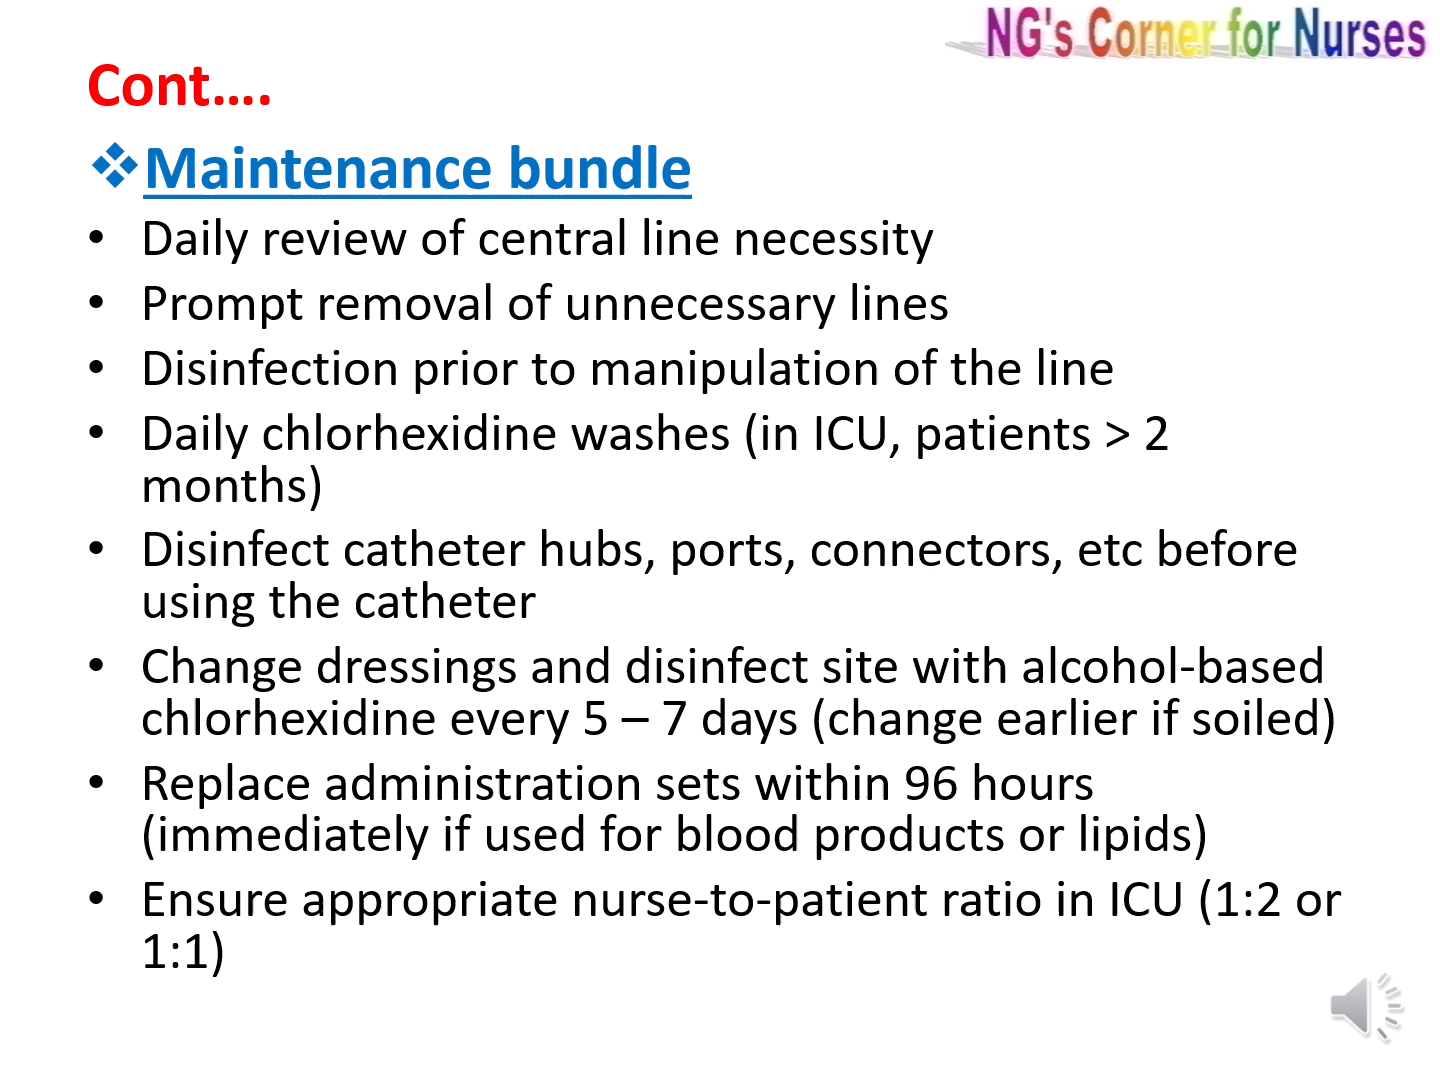 NG's Corner for Nurses
Cont….
❖Maintenance bundle
• Daily review of central line necessity
• Prompt removal of unnecessary lines
• Disinfection prior to manipulation of the line
• Daily chlorhexidine washes (in ICU, patients > 2
months)
• Disinfect catheter hubs, ports, connectors, etc before
using the catheter
• Change dressings and disinfect site with alcohol-based
chlorhexidine every 5 – 7 days (change earlier if soiled)
• Replace administration sets within 96 hours
(immediately if used for blood products or lipids)
• Ensure appropriate nurse-to-patient ratio in ICU (1:2 or
1:1)